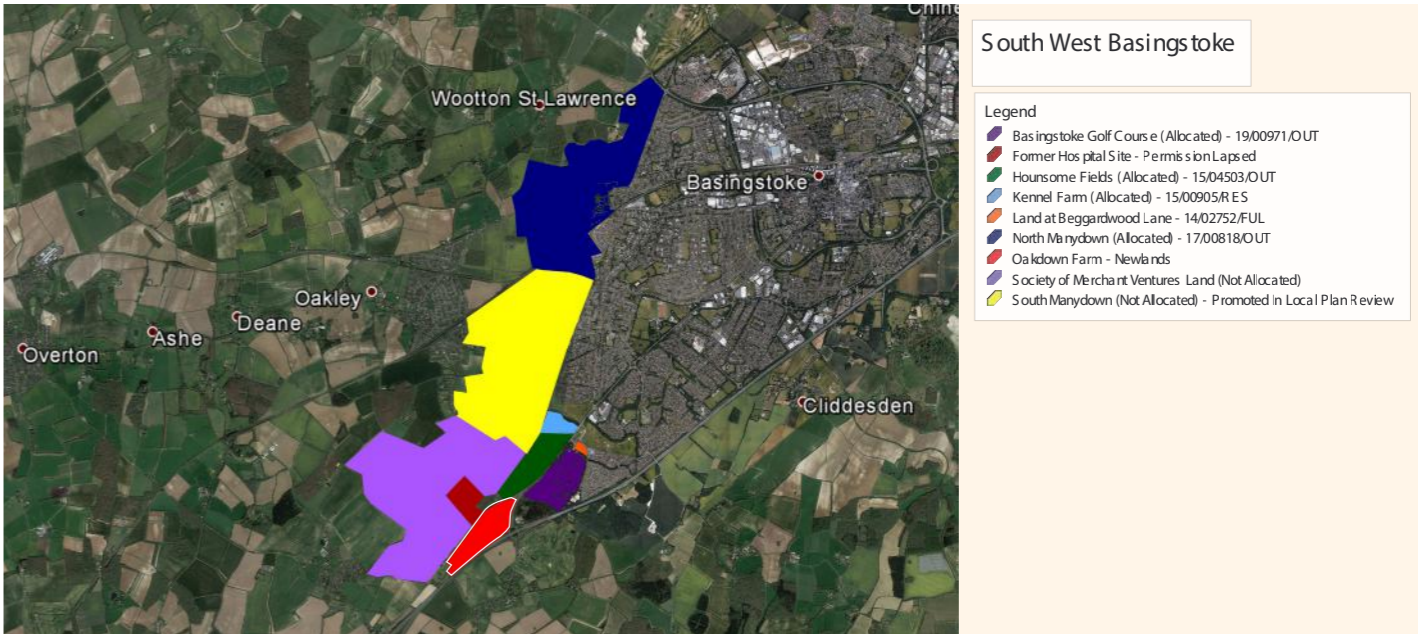 Chine
Wootton St Lawrence
Basingstoke
Oakley
Deane
Ashe
Overton
Cliddesden
South West Basingstoke
Legend
Basingstoke Golf Course (Allocated) - 19/00971/OUT
Former Hospital Site - Permission Lapsed
Hounsome Fields (Allocated) - 15/04503/OUT
Kennel Farm (Allocated) - 15/00905/RES
Land at Beggardwood Lane - 14/02752/FUL
North Manydown (Allocated) - 17/00818/OUT
Oakdown Farm - Newlands
Society of Merchant Ventures Land (Not Allocated)
South Manydown (Not Allocated) - Promoted in Local Plan Review